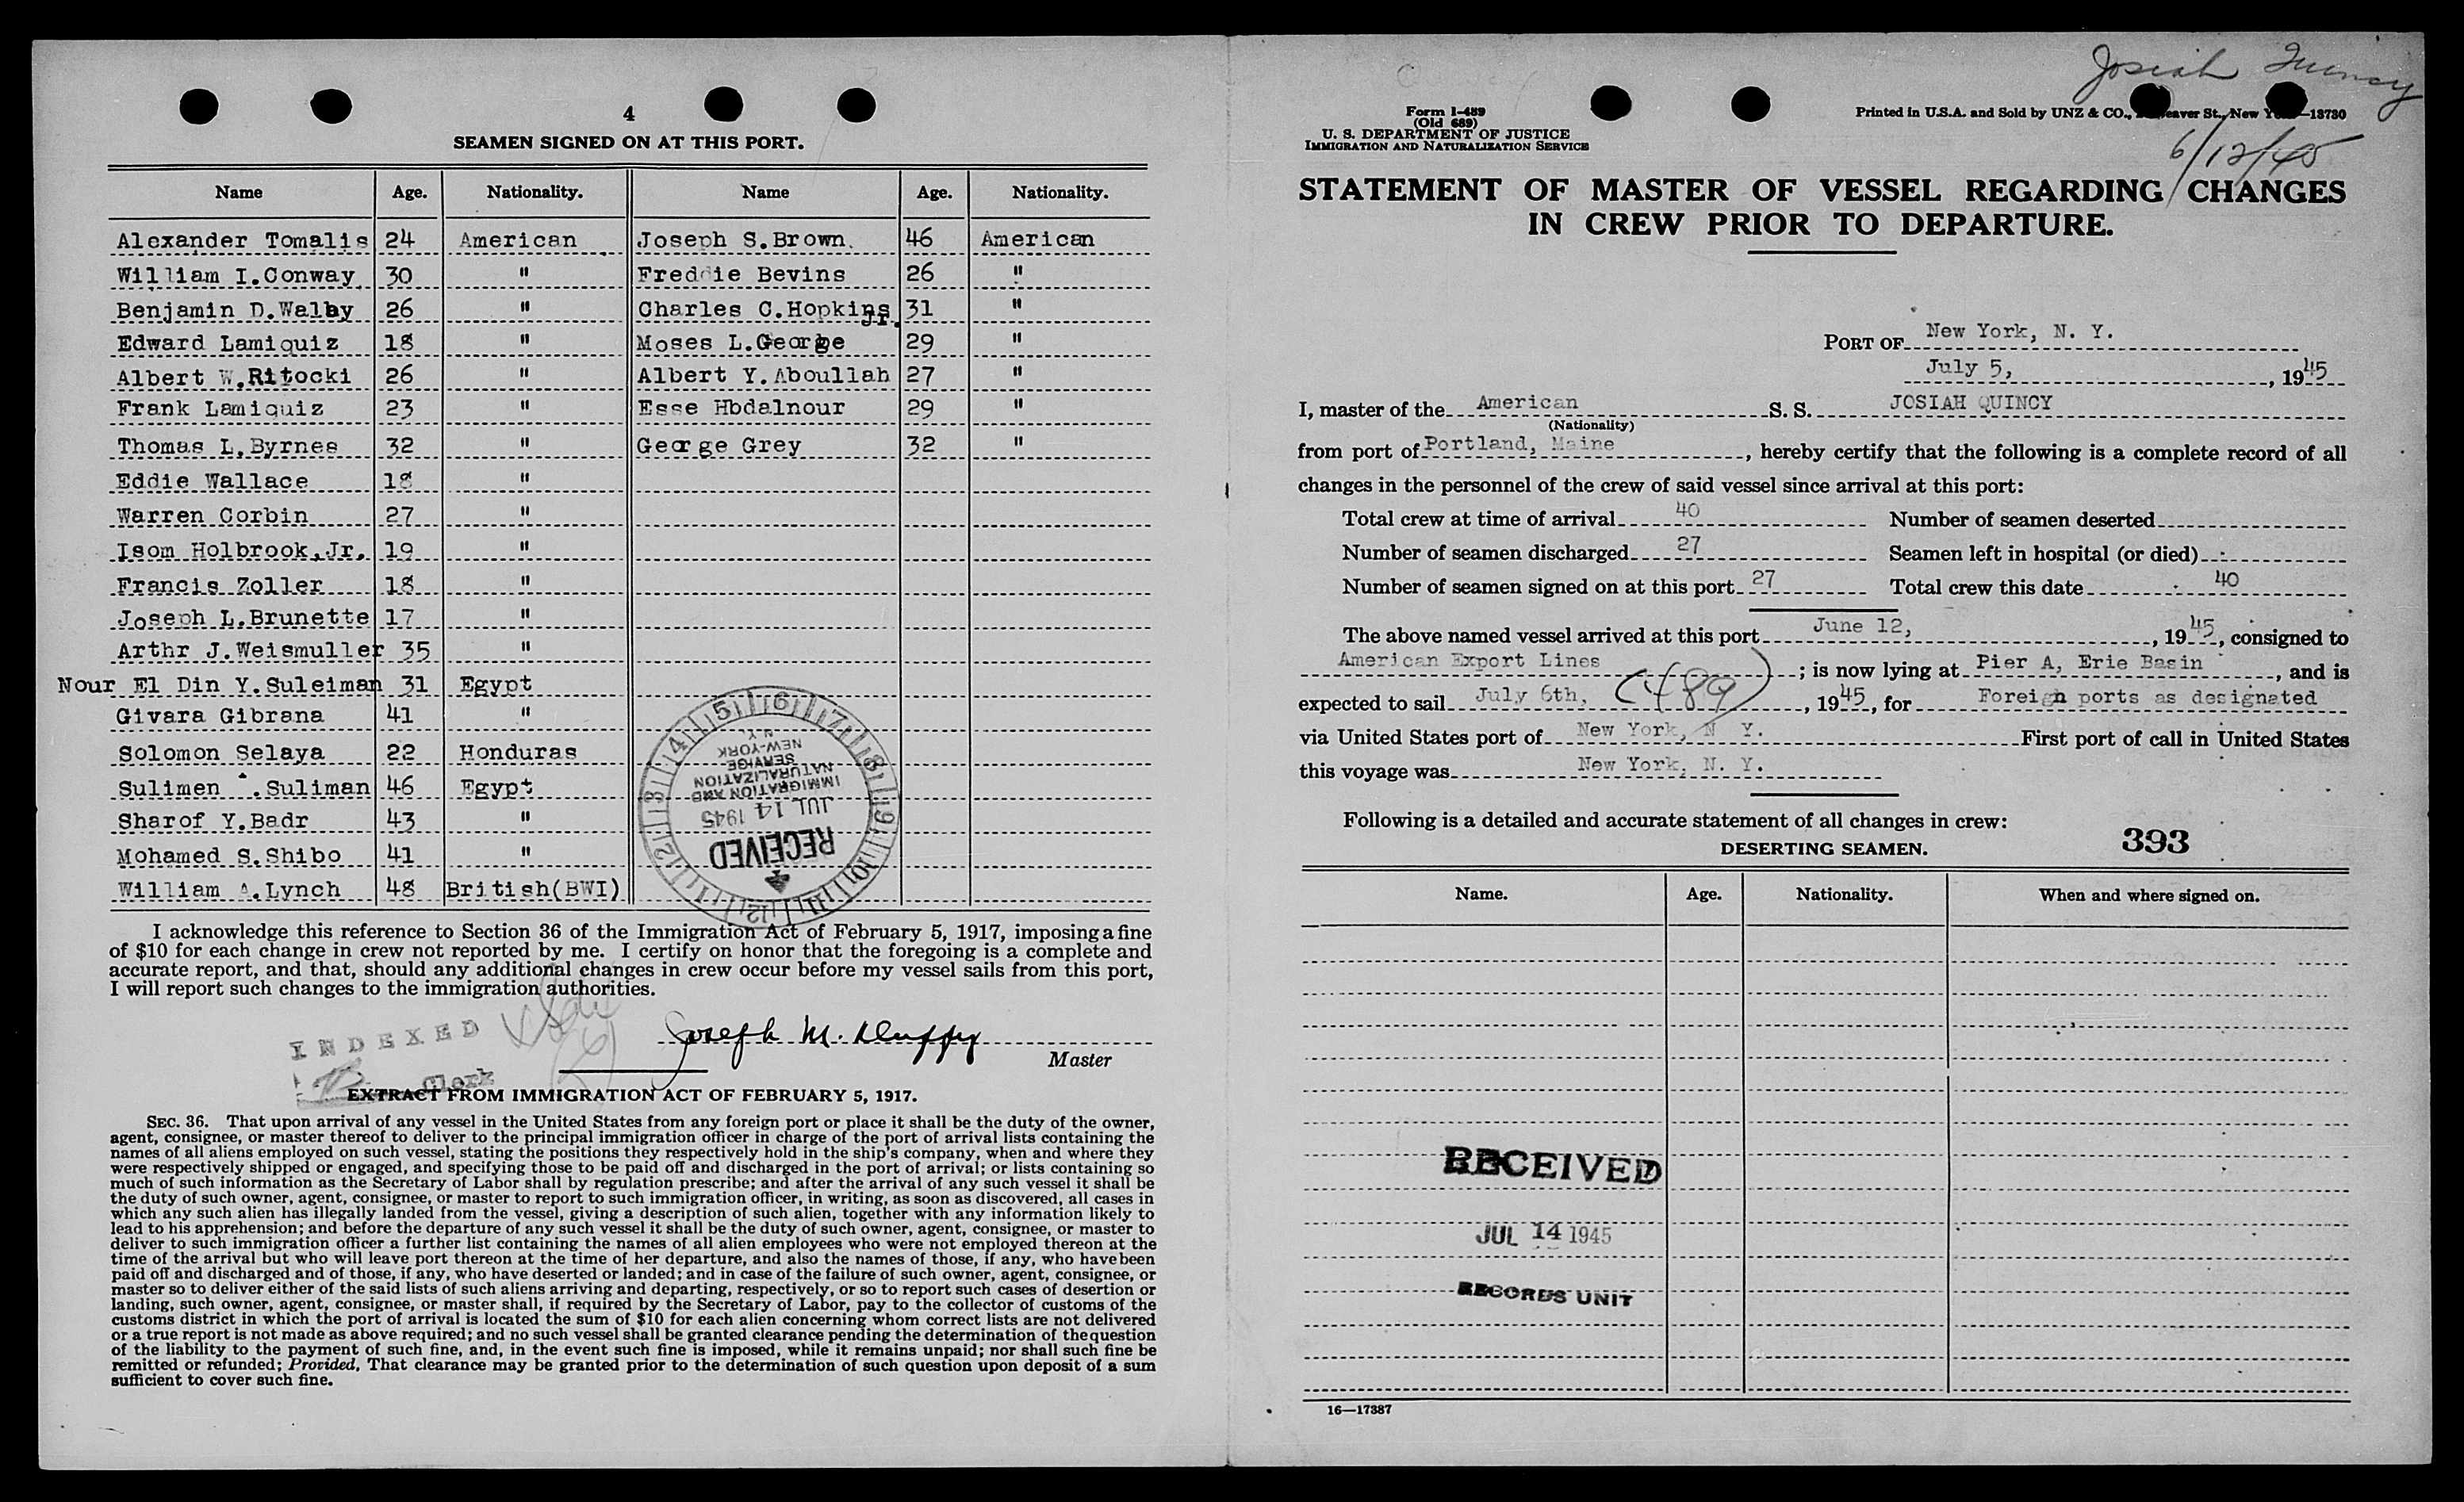 4
SEAMEN SIGNED ON AT THIS PORT.
Name Age. Nationality. Name Age. Nationality.
Alexander Tomalis 24 American Joseph S.Brown. 46 American
William I.Conway 30 " Freddie Bevins 26 "
Benjamin D.Walby 26 " Charles C.Hopkins Jr. 31 "
Edward Lamiquiz 18 " Moses L.George 29 "
Albert W.Ritocki 26 " Albert Y.Aboullah 27 "
Frank Lamiquiz 23 " Esse Hbdalnour 29 "
Thomas L.Byrnes 32 " George Grey 32 "
Eddie Wallace 18 "
Warren Corbin 27 "
Isom Holbrook,Jr. 19 "
Francis Zoller 18 "
Joseph L.Brunette 17 "
Arthr J.Weismuller 35 "
Nour El Din Y.Suleiman 31 Egypt
Givara Gibrana 41 "
Solomon Selaya 22 Honduras
Sulimen .Suliman 46 Egypt
Sharof Y.Badr 43 "
Mohamed S.Shibo 41 "
William A.Lynch 48 British(BWI)
RECEIVED
JUL 14 1945
IMMIGRATION AND
NATURALIZATION
SERVICE
NEW-YORK
N.Y.
I acknowledge this reference to Section 36 of the Immigration Act of February 5, 1917, imposing a fine
of $10 for each change in crew not reported by me. I certify on honor that the foregoing is a complete and
accurate report, and that, should any additional changes in crew occur before my vessel sails from this port,
I will report such changes to the immigration authorities.
INDEXED
Clerk
Joseph M. Duffy
Master
EXTRACT FROM IMMIGRATION ACT OF FEBRUARY 5, 1917.
SEC. 36. That upon arrival of any vessel in the United States from any foreign port or place it shall be the duty of the owner,
agent, consignee, or master thereof to deliver to the principal immigration officer in charge of the port of arrival lists containing the
names of all aliens employed on such vessel, stating the positions they respectively hold in the ship's company, when and where they
were respectively shipped or engaged, and specifying those to be paid off and discharged in the port of arrival; or lists containing so
much of such information as the Secretary of Labor shall by regulation prescribe; and after the arrival of any such vessel it shall be
the duty of such owner, agent, consignee, or master to report to such immigration officer, in writing, as soon as discovered, all cases in
which any such alien has illegally landed from the vessel, giving a description of such alien, together with any information likely to
lead to his apprehension; and before the departure of any such vessel it shall be the duty of such owner, agent, consignee, or master to
deliver to such immigration officer a further list containing the names of all alien employees who were not employed thereon at the
time of the arrival but who will leave port thereon at the time of her departure, and also the names of those, if any, who have been
paid off and discharged and of those, if any, who have deserted or landed; and in case of the failure of such owner, agent, consignee, or
master so to deliver either of the said lists of such aliens arriving and departing, respectively, or so to report such cases of desertion or
landing, such owner, agent, consignee, or master shall, if required by the Secretary of Labor, pay to the collector of customs of the
customs district in which the port of arrival is located the sum of $10 for each alien concerning whom correct lists are not delivered
or a true report is not made as above required; and no such vessel shall be granted clearance pending the determination of the question
of the liability to the payment of such fine, and, in the event such fine is imposed, while it remains unpaid; nor shall such fine be
remitted or refunded; Provided, That clearance may be granted prior to the determination of such question upon deposit of a sum
sufficient to cover such fine.
Josiah Quincy
6/12/45
Form I-489
(Old 689)
U. S. DEPARTMENT OF JUSTICE
IMMIGRATION AND NATURALIZATION SERVICE
Printed in U.S.A. and Sold by UNZ & CO., eaver St., New Y —13730
STATEMENT OF MASTER OF VESSEL REGARDING CHANGES
IN CREW PRIOR TO DEPARTURE.
PORT OF New York, N. Y.
July 5, , 1945
I, master of the American S. S. JOSIAH QUINCY
(Nationality)
from port of Portland, Maine , hereby certify that the following is a complete record of all
changes in the personnel of the crew of said vessel since arrival at this port:
Total crew at time of arrival 40 Number of seamen deserted
Number of seamen discharged 27 Seamen left in hospital (or died)
Number of seamen signed on at this port 27 Total crew this date 40
The above named vessel arrived at this port June 12, , 1945, consigned to
American Export Lines ; is now lying at Pier A, Erie Basin , and is
expected to sail July 6th, (489) , 1945, for Foreign ports as designated
via United States port of New York, N Y. First port of call in United States
this voyage was New York, N. Y.
Following is a detailed and accurate statement of all changes in crew:
393
DESERTING SEAMEN.
Name. Age. Nationality. When and where signed on.
RECEIVED
JUL 14 1945
RECORDS UNIT
16—17387